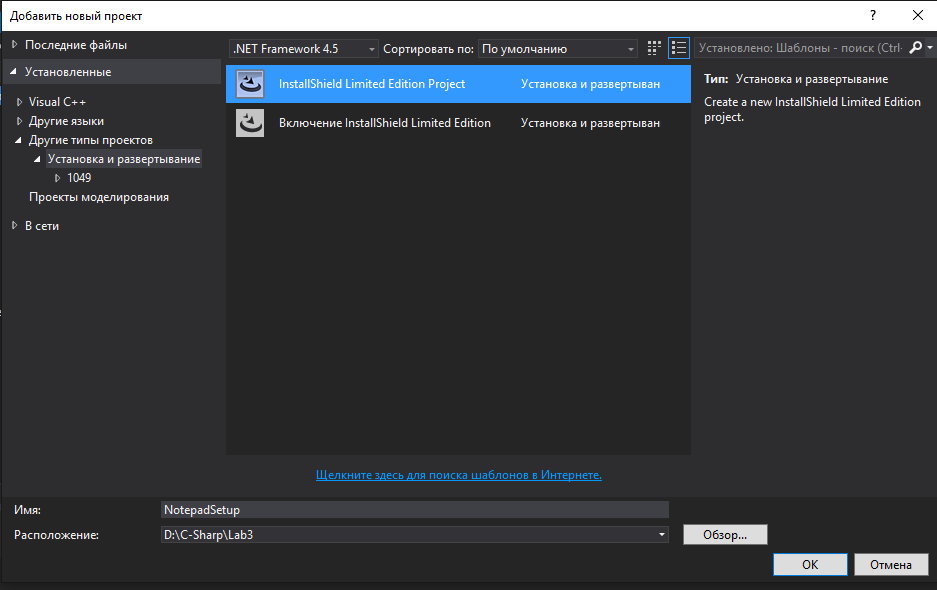 Добавить новый проект
?
Последние файлы
.NET Framework 4.5
Сортировать по:
По умолчанию
Установлено: Шаблоны - поиск (Ctrl-
Установленные
Visual C++
Другие языки
Другие типы проектов
Установка и развертывание
1049
Проекты моделирования
В сети
InstallShield Limited Edition Project
Установка и развертыван
Включение InstallShield Limited Edition
Установка и развертыван
Тип: Установка и развертывание
Create a new InstallShield Limited Edition
project.
Щелкните здесь для поиска шаблонов в Интернете.
Имя:
NotepadSetup
Расположение:
D:\C-Sharp\Lab3
Обзор...
ОК
Отмена